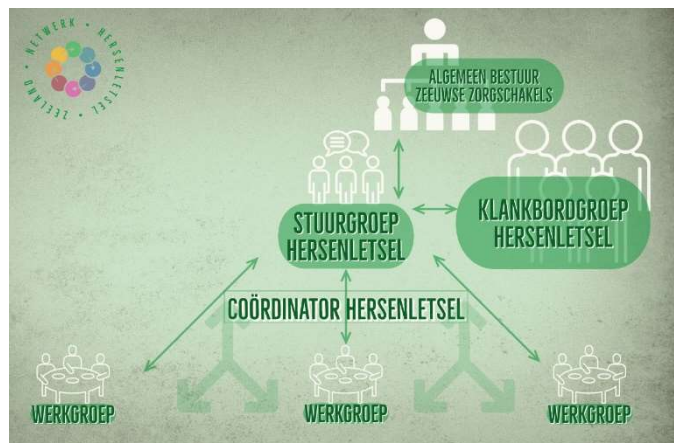 NETWERK • HERSENLETSEL • ZEELAND •
ALGEMEEN BESTUUR
ZEEUWSE ZORGSCHAKELS
KLANKBORDGROEP
HERSENLETSEL
STUURGROEP
HERSENLETSEL
COÖRDINATOR HERSENLETSEL
WERKGROEP
WERKGROEP
WERKGROEP